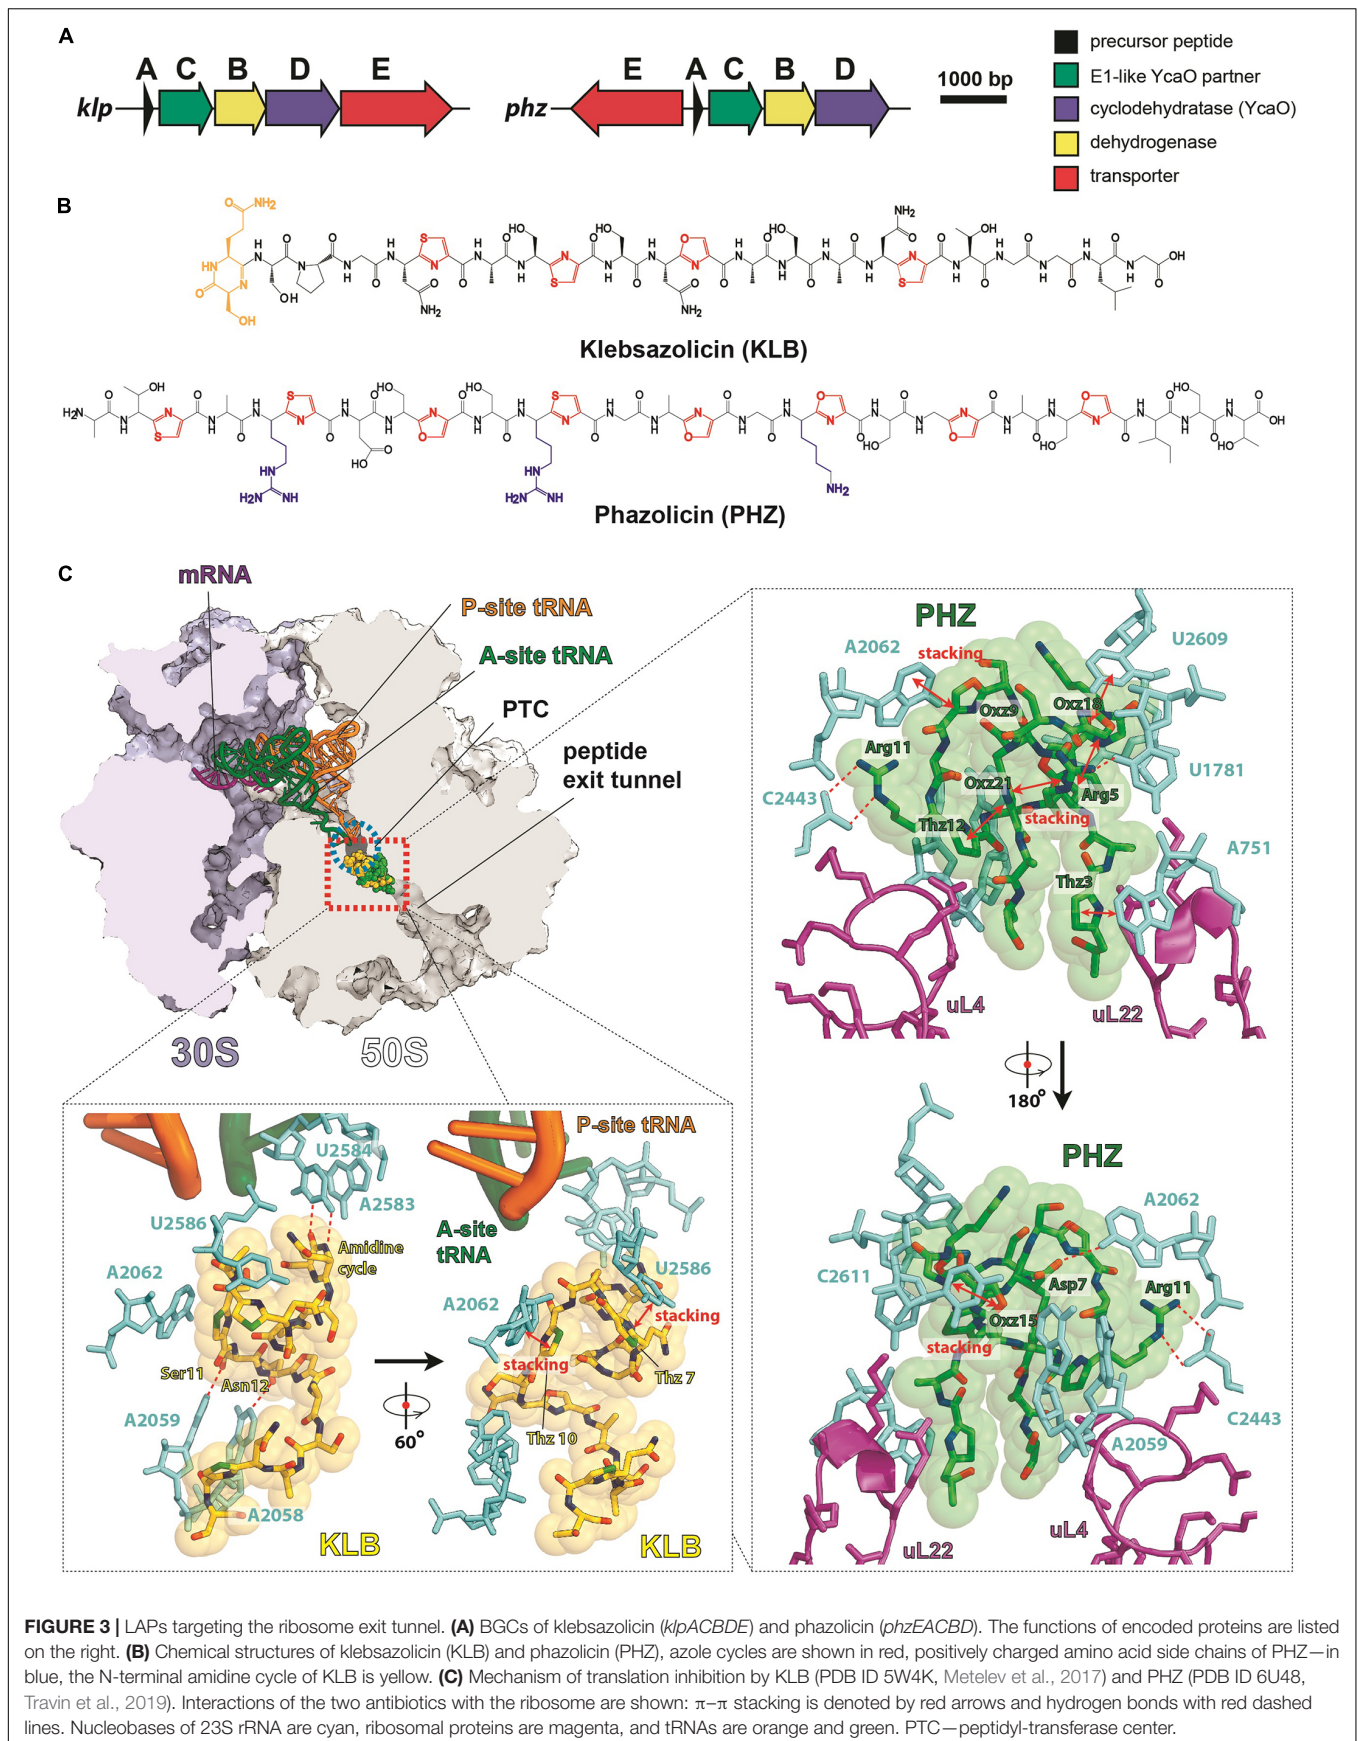 A
A C B D E
klp
E A C B D
phz
1000 bp
precursor peptide
E1-like YcaO partner
cyclodehydratase (YcaO)
dehydrogenase
transporter
B
Klebsazolicin (KLB)
Phazolicin (PHZ)
C
mRNA
P-site tRNA
A-site tRNA
PTC
peptide
exit tunnel
30S
50S
PHZ
A2062
stacking
U2609
Oxz9
Oxz18
Arg11
U1781
C2443
Oxz21
Arg5
Thz12
stacking
A751
Thz3
uL4
uL22
180°
PHZ
A2062
C2611
Asp7
Arg11
Oxz15
stacking
C2443
A2059
uL4
uL22
U2584
A2583
U2586
Amidine
cycle
A2062
Ser11
Asn12
A2059
A2058
KLB
60°
P-site tRNA
A-site
tRNA
U2586
A2062
stacking
stacking
Thz 7
Thz 10
KLB
FIGURE 3 | LAPs targeting the ribosome exit tunnel. (A) BGCs of klebsazolicin (klpACBDE) and phazolicin (phzEACBD). The functions of encoded proteins are listed
on the right. (B) Chemical structures of klebsazolicin (KLB) and phazolicin (PHZ), azole cycles are shown in red, positively charged amino acid side chains of PHZ—in
blue, the N-terminal amidine cycle of KLB is yellow. (C) Mechanism of translation inhibition by KLB (PDB ID 5W4K, Metelev et al., 2017) and PHZ (PDB ID 6U48,
Travin et al., 2019). Interactions of the two antibiotics with the ribosome are shown: π–π stacking is denoted by red arrows and hydrogen bonds with red dashed
lines. Nucleobases of 23S rRNA are cyan, ribosomal proteins are magenta, and tRNAs are orange and green. PTC—peptidyl-transferase center.